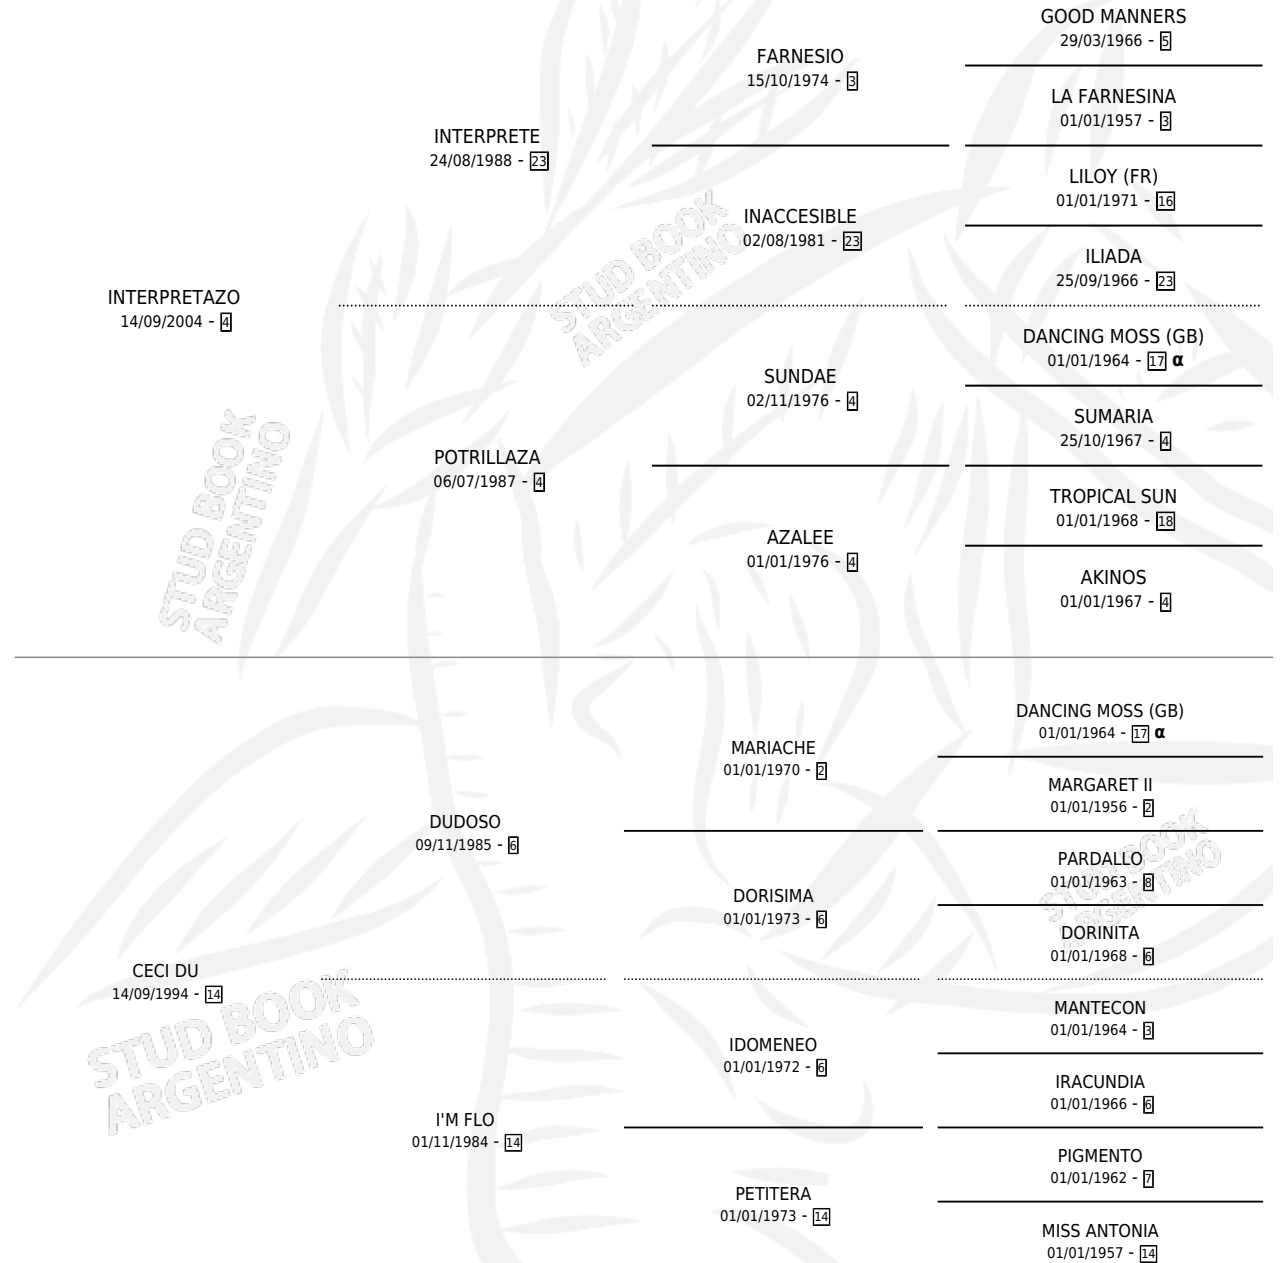 GOOD MANNERS
29/03/1966 - 5
FARNESIO
15/10/1974 - 3
LA FARNESINA
01/01/1957 - 3
INTERPRETE
24/08/1988 - 23
LILOY (FR)
01/01/1971 - 16
INACCESIBLE
02/08/1981 - 23
ILIADA
25/09/1966 - 23
INTERPRETAZO
14/09/2004 - 4
DANCING MOSS (GB)
01/01/1964 - 17 α
SUNDAE
02/11/1976 - 4
SUMARIA
25/10/1967 - 4
POTRILLAZA
06/07/1987 - 4
TROPICAL SUN
01/01/1968 - 18
AZALEE
01/01/1976 - 4
AKINOS
01/01/1967 - 4
DANCING MOSS (GB)
01/01/1964 - 17 α
MARIACHE
01/01/1970 - 2
MARGARET II
01/01/1956 - 2
DUDOSO
09/11/1985 - 6
PARDALLO
01/01/1963 - 8
DORISIMA
01/01/1973 - 6
DORINITA
01/01/1968 - 6
CECI DU
14/09/1994 - 14
MANTECON
01/01/1964 - 3
IDOMENEO
01/01/1972 - 6
IRACUNDIA
01/01/1966 - 6
I'M FLO
01/11/1984 - 14
PIGMENTO
01/01/1962 - 7
PETITERA
01/01/1973 - 14
MISS ANTONIA
01/01/1957 - 14
STUD BOOK
ARGENTINO
STUD BOOK
ARGENTINO
STUD BOOK
ARGENTINO
STUD BOOK
ARGENTINO